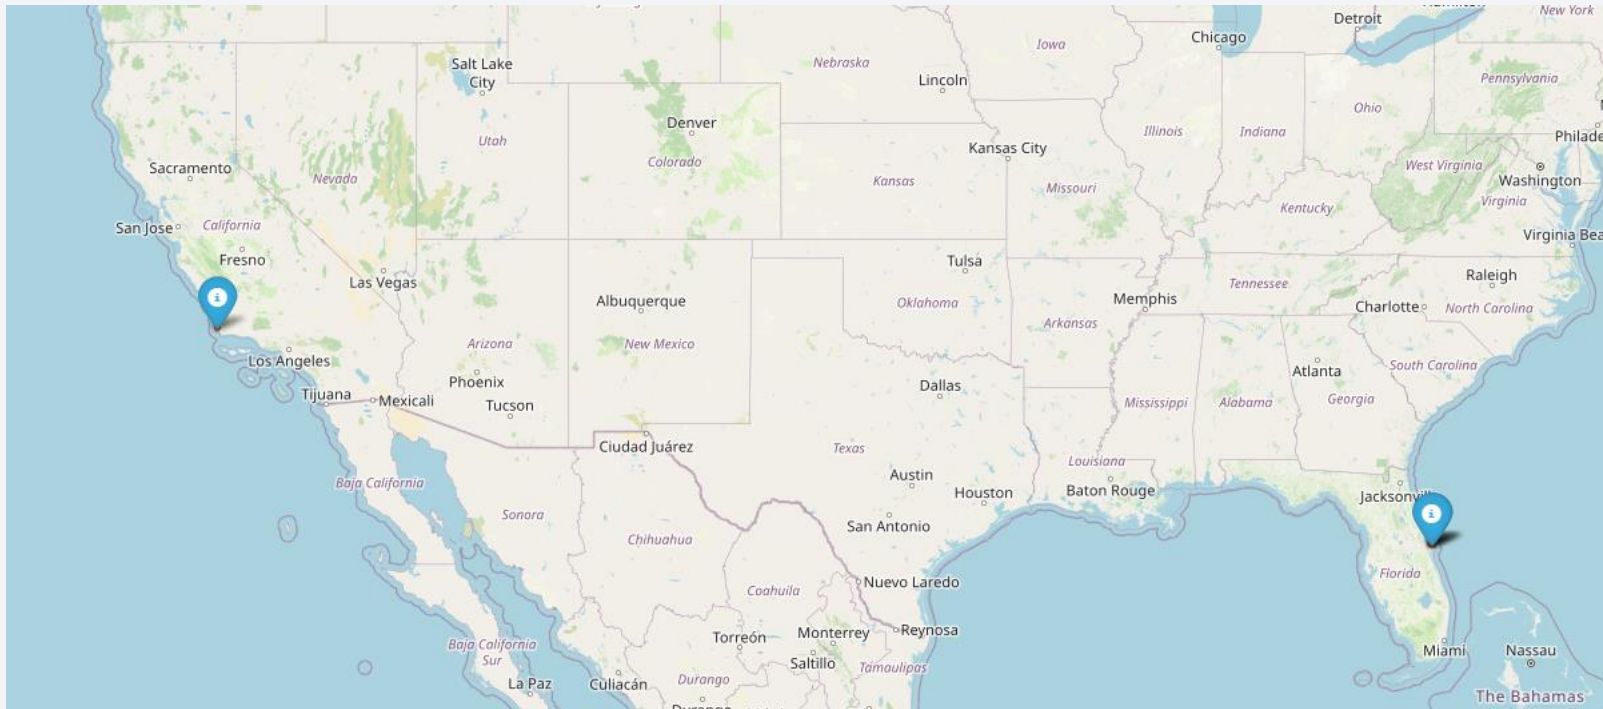 New York
Detroit
Chicago
Iowa
Nebraska
Salt Lake
City
Lincoln
Pennsylvania
Ohio
Denver
Utah
Illinois
Indiana
Philade
Kansas City
Colorado
West Virginia
Sacramento
Nevada
Kansas
Missouri
Washington
Virginia
Kentucky
San Jose
California
Virginia Bea
Fresno
Tulsa
Las Vegas
Raleigh
Tennessee
Albuquerque
Oklahoma
Memphis
Charlotte
North Carolina
Arkansas
Arizona
New Mexico
Los Angeles
South Carolina
Phoenix
Dallas
Atlanta
Tijuana
Mexicali
Tucson
Mississippi
Alabama
Georgia
Ciudad Juárez
Texas
Louisiana
Austin
Baja California
Houston
Baton Rouge
Jacksonvill
Sonora
San Antonio
Chihuahua
Florida
Nuevo Laredo
Coahuila
Reynosa
Torreón
Monterrey
Baja California
Sur
Miami
Nassau
Saltillo
Tamaulipas
La Paz
Culiacán
Durango
The Bahamas